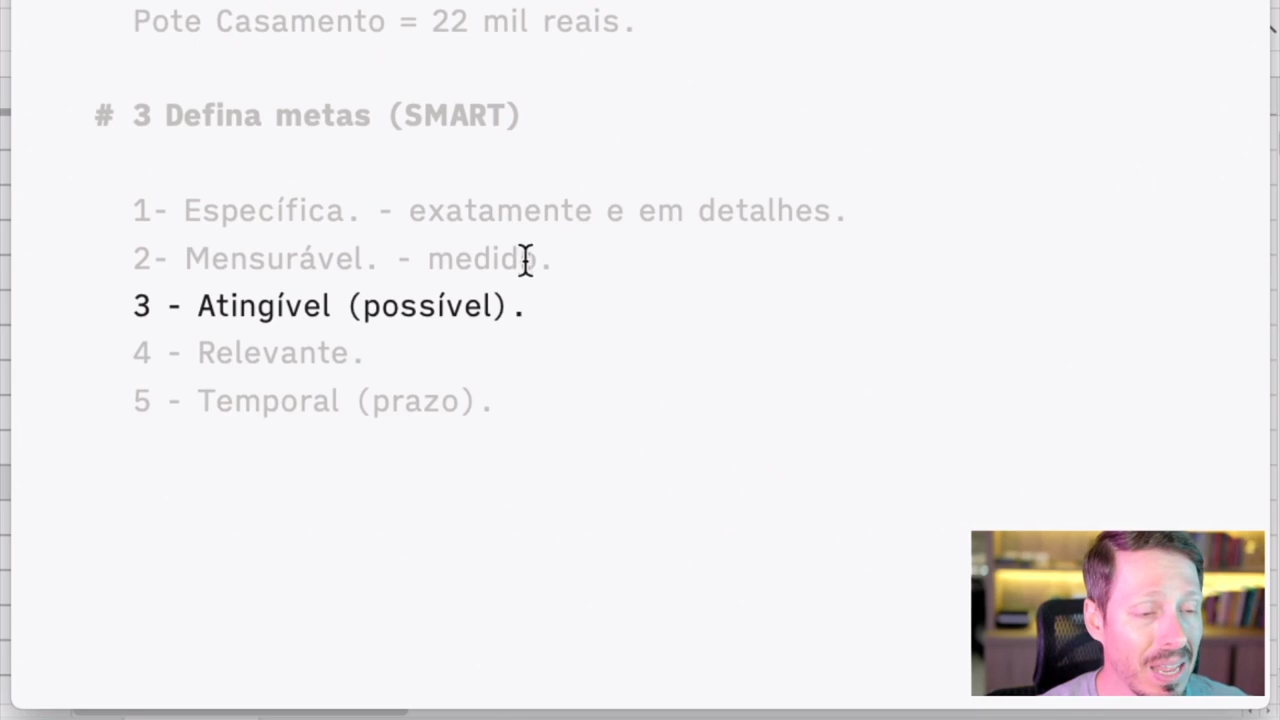 Pote Casamento = 22 mil reais.
# 3 Defina metas (SMART)
1- Específica. - exatamente e em detalhes.
2- Mensurável. - medido.
3 - Atingível (possível).
4 - Relevante.
5 - Temporal (prazo).